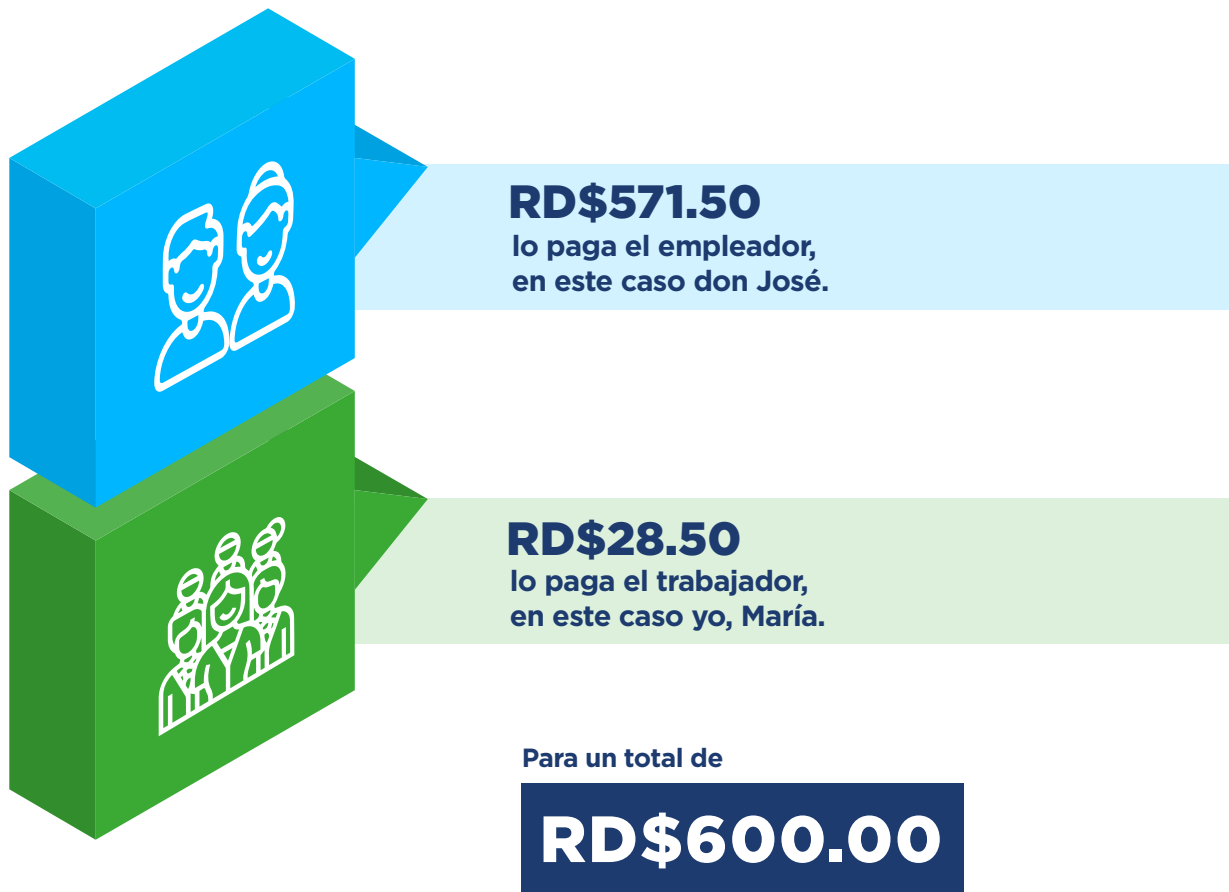 RD$571.50
lo paga el empleador,
en este caso don José.
RD$28.50
lo paga el trabajador,
en este caso yo, María.
Para un total de
RD$600.00